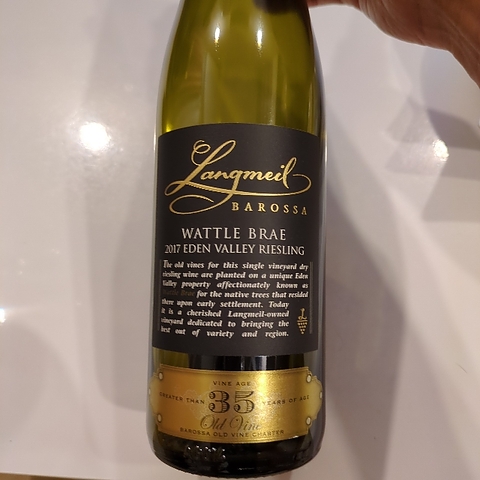 Langmeil
BAROSSA
WATTLE BRAE
2017 EDEN VALLEY RIESLING
The old vines for this single vineyard dry
riesling wine are planted on a unique Eden
Valley property affectionately known as
Wattle Brae for the native trees that resided
there upon early settlement. Today
it is a cherished Langmeil-owned
vineyard dedicated to bringing the
best out of variety and region.
VINE AGE
GREATER THAN 35 YEARS OF AGE
Old Vine
BAROSSA OLD VINE CHARTER